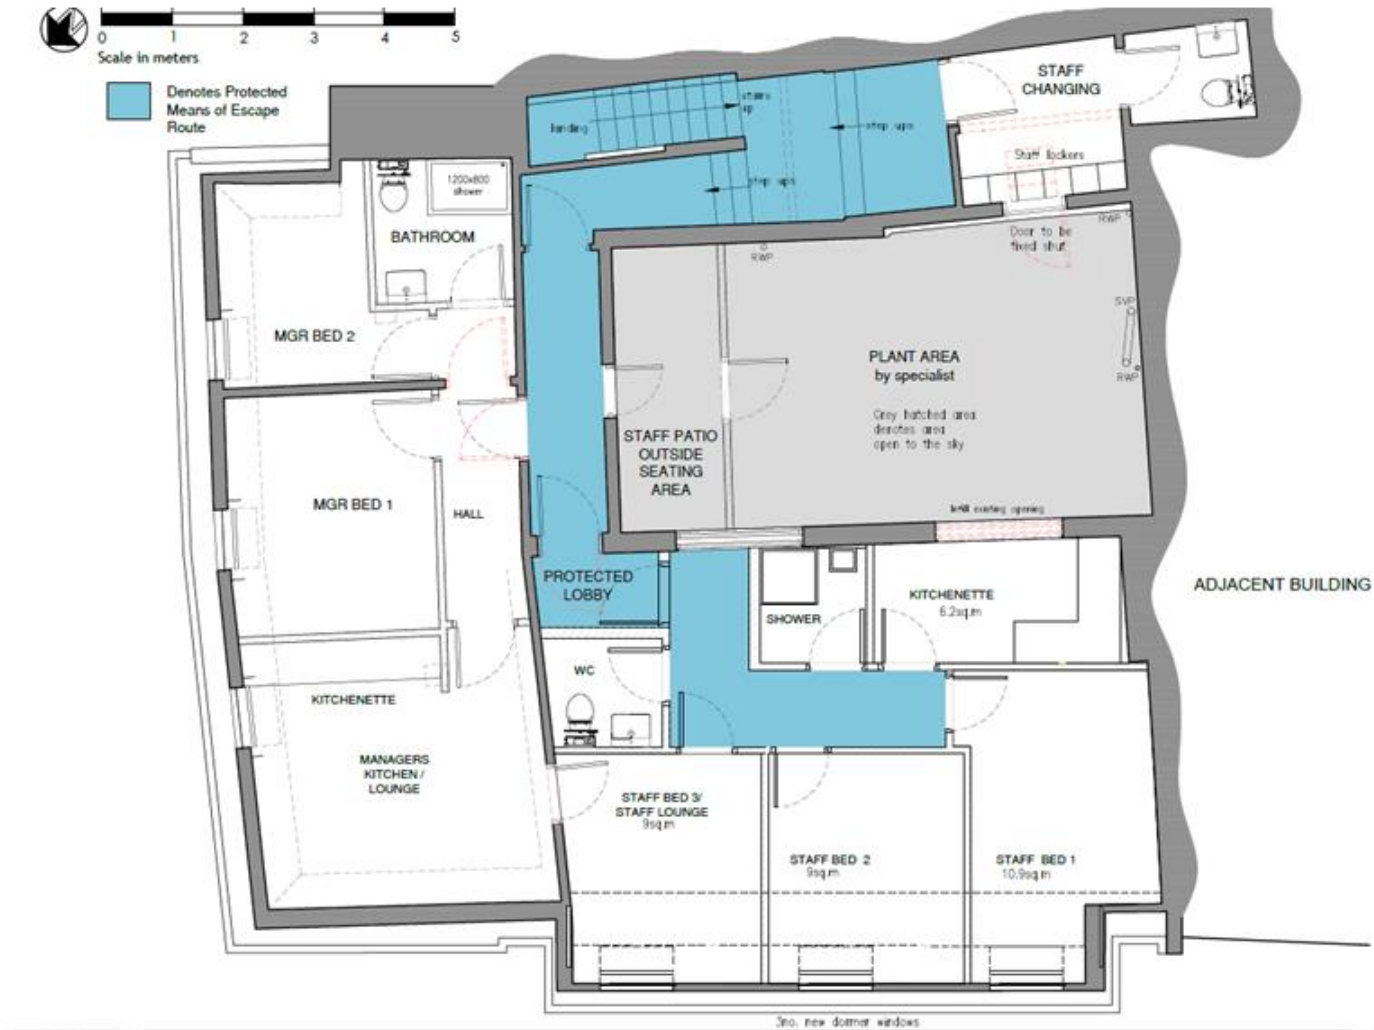 0 1 2 3 4 5
Scale in meters
Denotes Protected
Means of Escape
Route
landing
stairs
up
step ups
step ups
STAFF
CHANGING
Staff lockers
1200x800
shower
BATHROOM
RWP
Door to be
fixed shut
RWP
MGR BED 2
SVP
PLANT AREA
by specialist
RWP
Grey hatched area
denotes area
open to the sky
STAFF PATIO
OUTSIDE
SEATING
AREA
MGR BED 1
HALL
Infill existing opening
PROTECTED
LOBBY
ADJACENT BUILDING
KITCHENETTE
6.2sq.m
SHOWER
WC
KITCHENETTE
MANAGERS
KITCHEN /
LOUNGE
STAFF BED 3/
STAFF LOUNGE
9sq.m
STAFF BED 2
9sq.m
STAFF BED 1
10.9sq.m
3no. new dormer windows